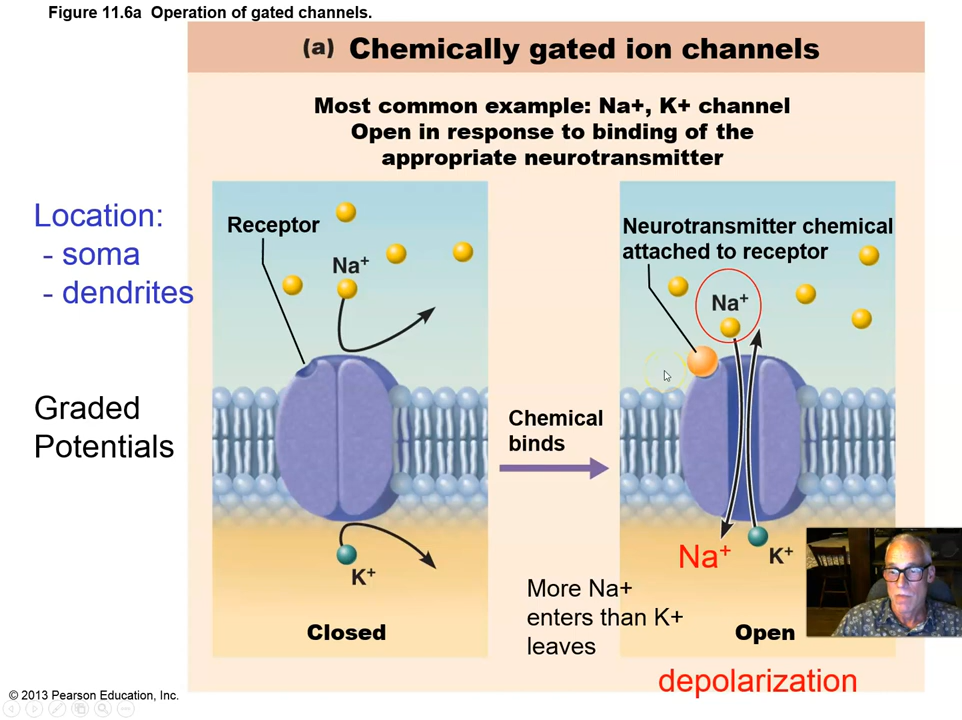 Figure 11.6a  Operation of gated channels.
(a) Chemically gated ion channels
Most common example: Na+, K+ channel
Open in response to binding of the
appropriate neurotransmitter
Location:
- soma
- dendrites
Graded
Potentials
Receptor
Na⁺
K⁺
Closed
Chemical
binds
More Na+
enters than K+
leaves
Neurotransmitter chemical
attached to receptor
Na⁺
Na⁺
K⁺
Open
depolarization
© 2013 Pearson Education, Inc.